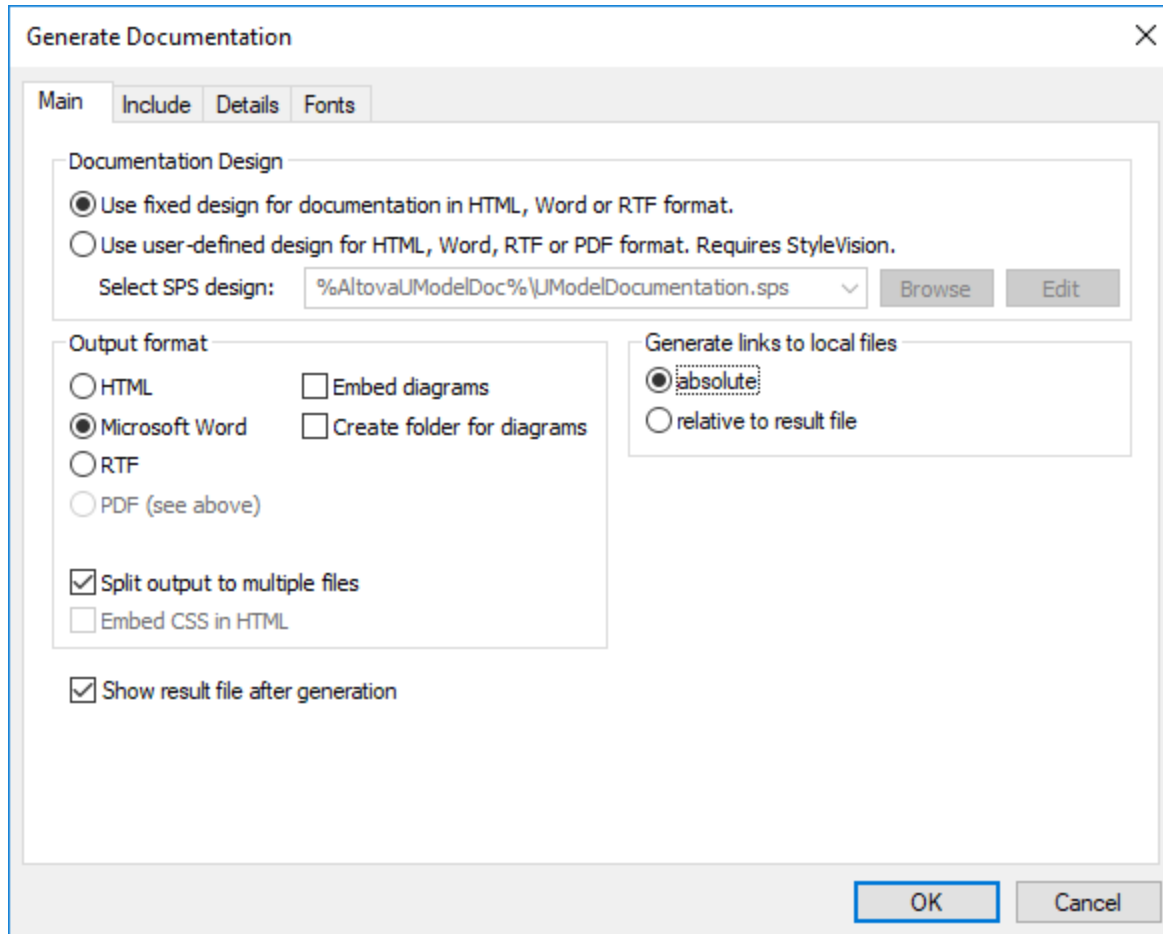 Generate Documentation
Main Include Details Fonts
Documentation Design
Use fixed design for documentation in HTML, Word or RTF format.
Use user-defined design for HTML, Word, RTF or PDF format. Requires StyleVision.
Select SPS design: %AltovaUModelDoc%\UModelDocumentation.sps Browse Edit
Output format
HTML Embed diagrams
Microsoft Word Create folder for diagrams
RTF
PDF (see above)
Split output to multiple files
Embed CSS in HTML
Generate links to local files
absolute
relative to result file
Show result file after generation
OK Cancel